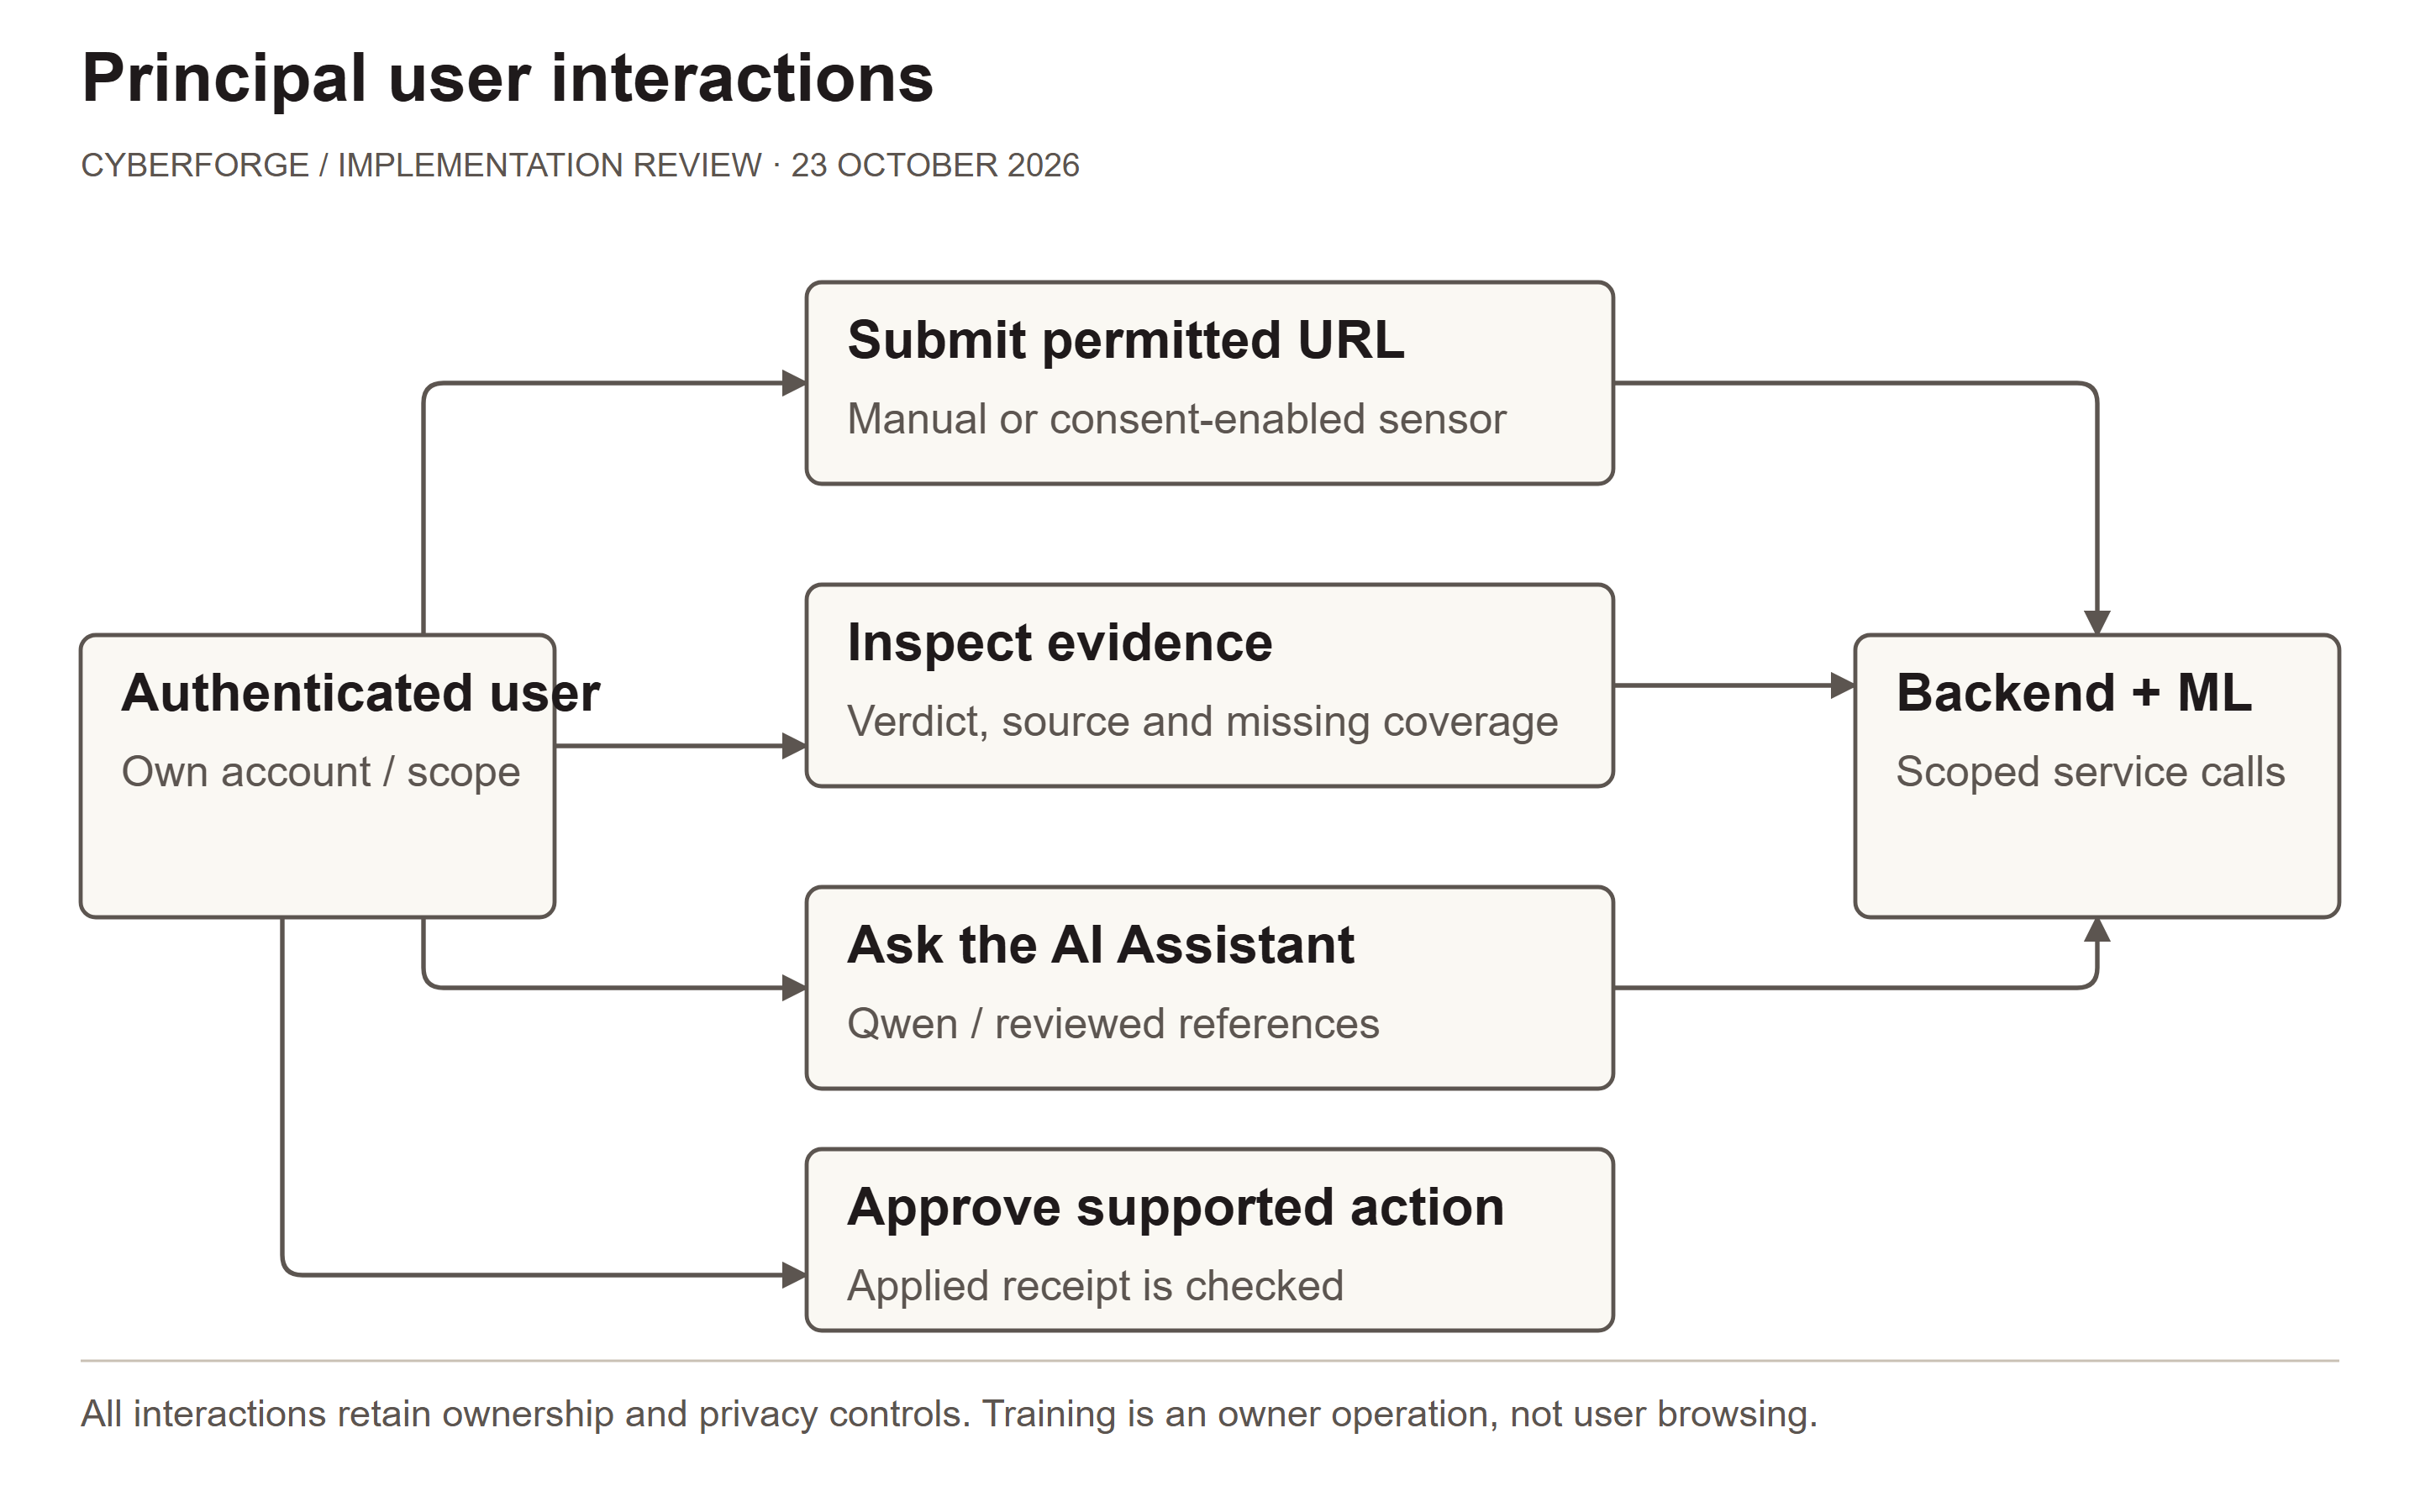 Principal user interactions
CYBERFORGE / IMPLEMENTATION REVIEW · 23 OCTOBER 2026
Submit permitted URL
Manual or consent-enabled sensor
Authenticated user
Own account / scope
Inspect evidence
Verdict, source and missing coverage
Backend + ML
Scoped service calls
Ask the AI Assistant
Qwen / reviewed references
Approve supported action
Applied receipt is checked
All interactions retain ownership and privacy controls. Training is an owner operation, not user browsing.